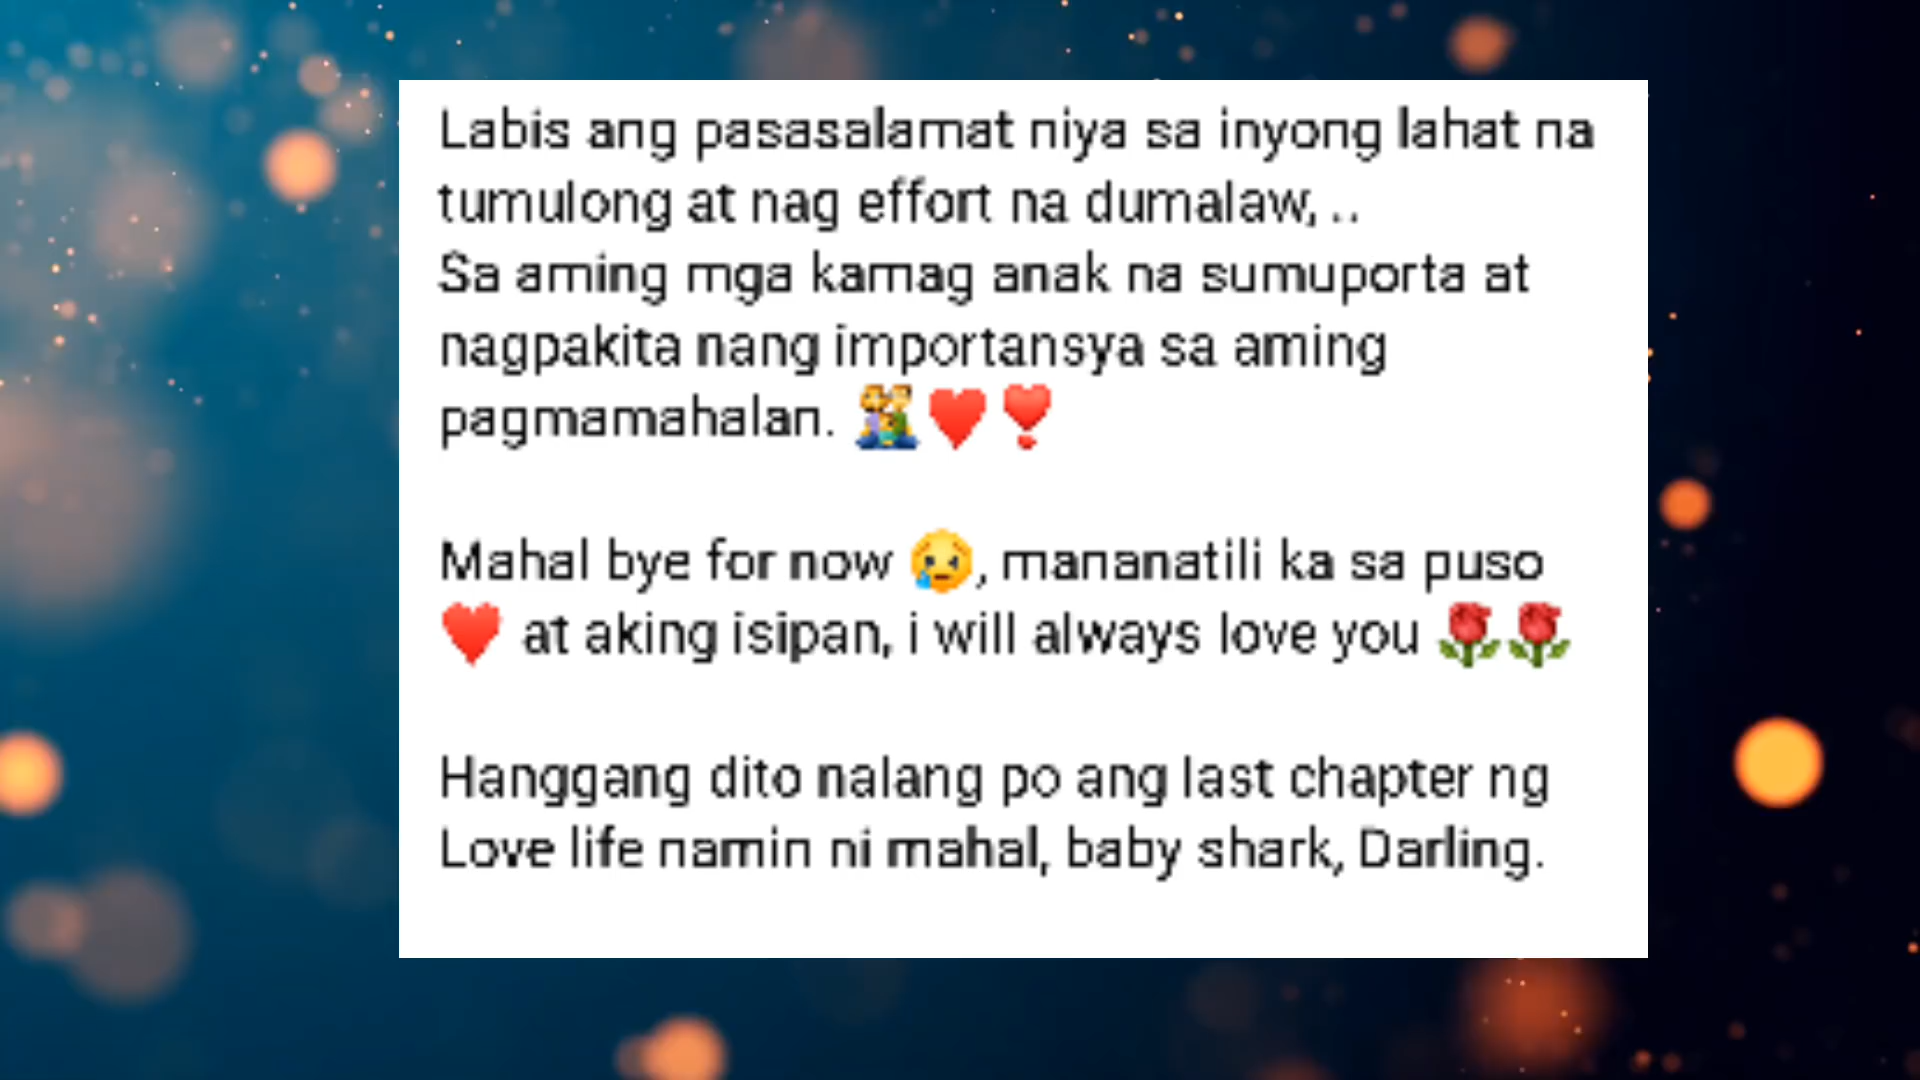 Labis ang pasasalamat niya sa inyong lahat na
tumulong at nag effort na dumalaw, ..
Sa aming mga kamag anak na sumuporta at
nagpakita nang importansya sa aming
pagmamahalan. 👫❤️❣️
Mahal bye for now 😢, mananatili ka sa puso
❤️ at aking isipan, i will always love you 🌹🌹
Hanggang dito nalang po ang last chapter ng
Love life namin ni mahal, baby shark, Darling.